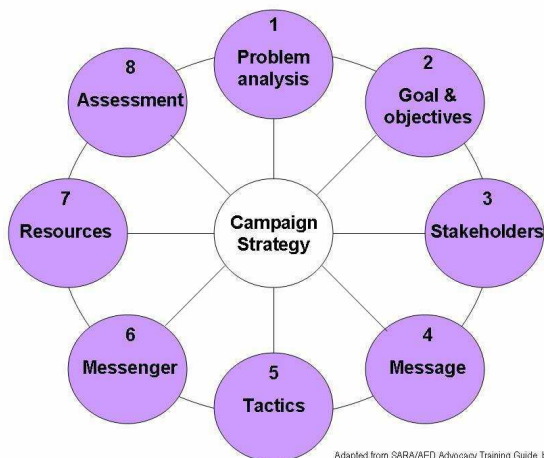 1
Problem
analysis
2
Goal &
objectives
3
Stakeholders
4
Message
5
Tactics
6
Messenger
7
Resources
8
Assessment
Campaign
Strategy
Adapted from SARA/AED Advocacy Training Guide,